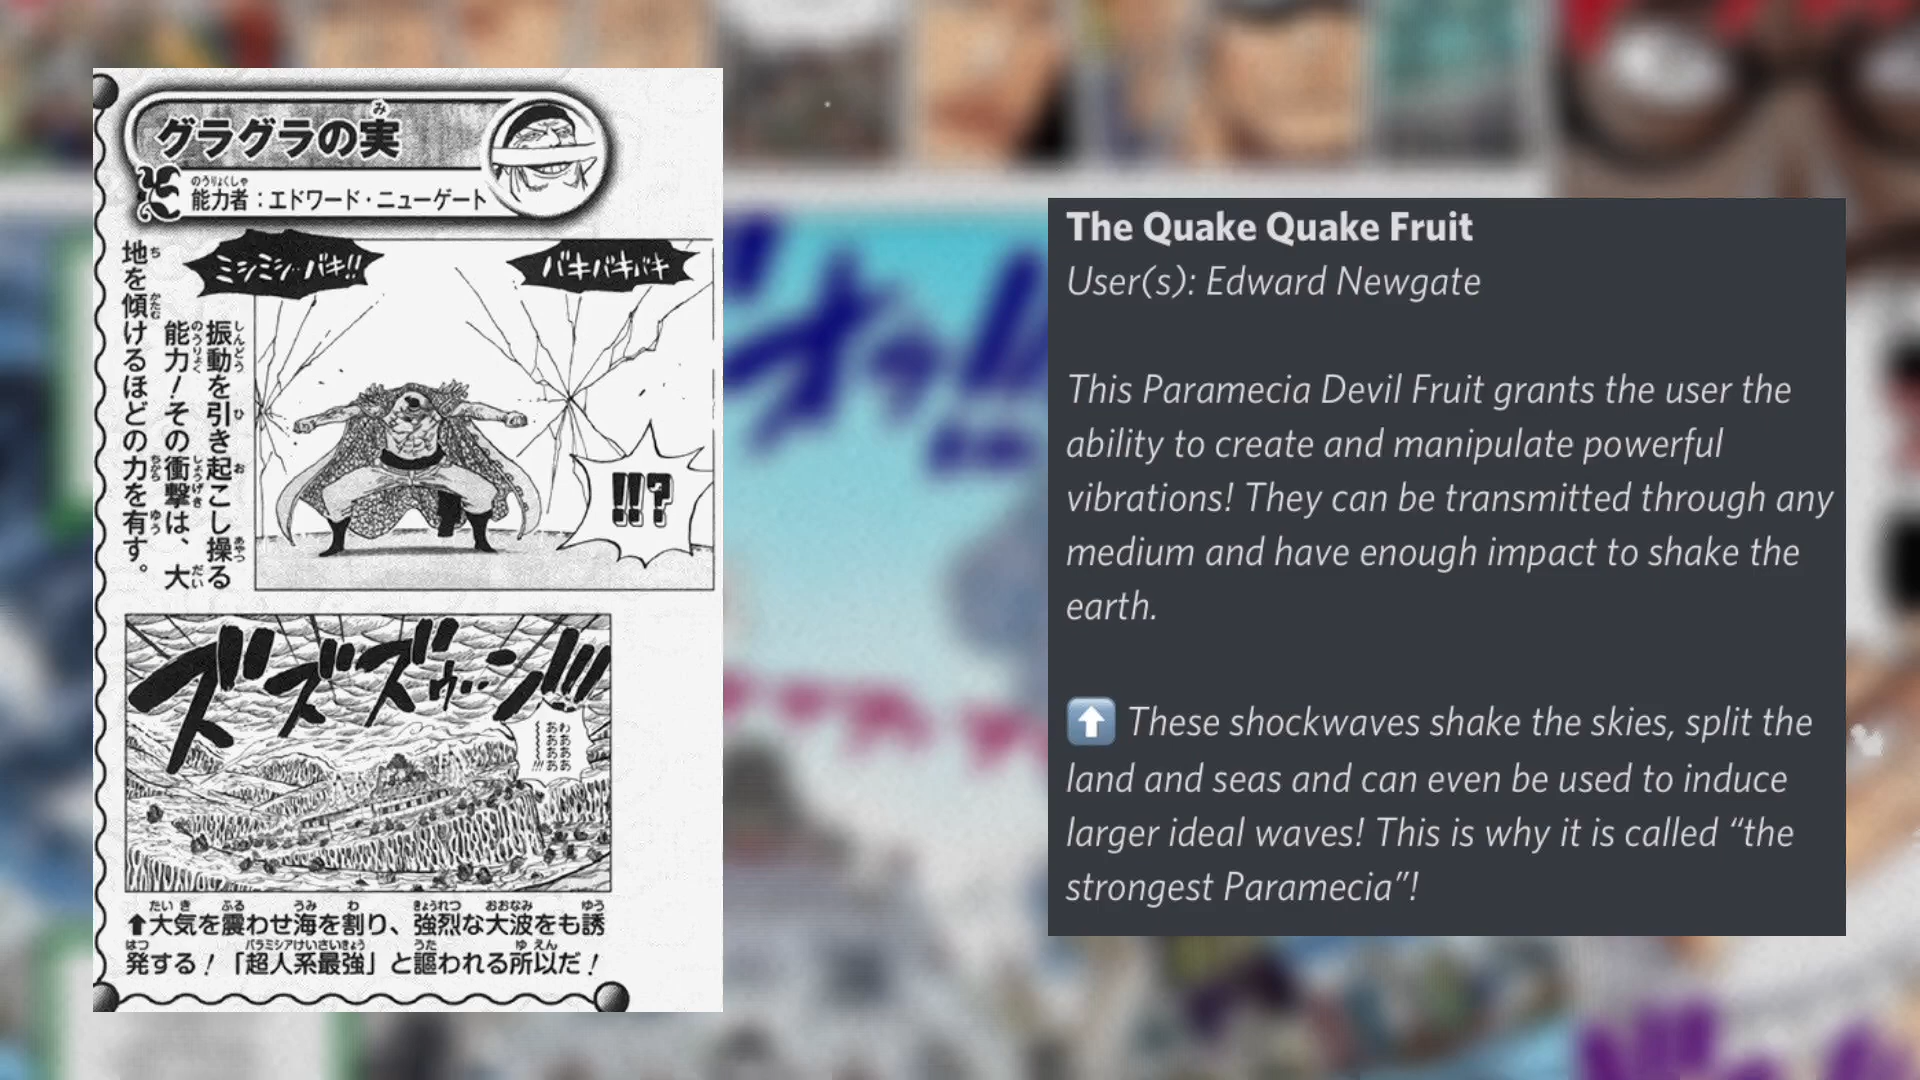 グラグラの実
能力者：エドワード・ニューゲート
ミシミシ…バキ!!
バキバキバキ
振動を引き起こし操る
能力！その衝撃は、大
地を傾けるほどの力を有す。
!!?
ズズズゥ…ン!!!
わああああ
ああああああ!!!
⬆大気を震わせ海を割り、強烈な大波をも誘
発する！「超人系最強」と謳われる所以だ！
The Quake Quake Fruit
User(s): Edward Newgate
This Paramecia Devil Fruit grants the user the
ability to create and manipulate powerful
vibrations! They can be transmitted through any
medium and have enough impact to shake the
earth.
⬆ These shockwaves shake the skies, split the
land and seas and can even be used to induce
larger ideal waves! This is why it is called “the
strongest Paramecia”!